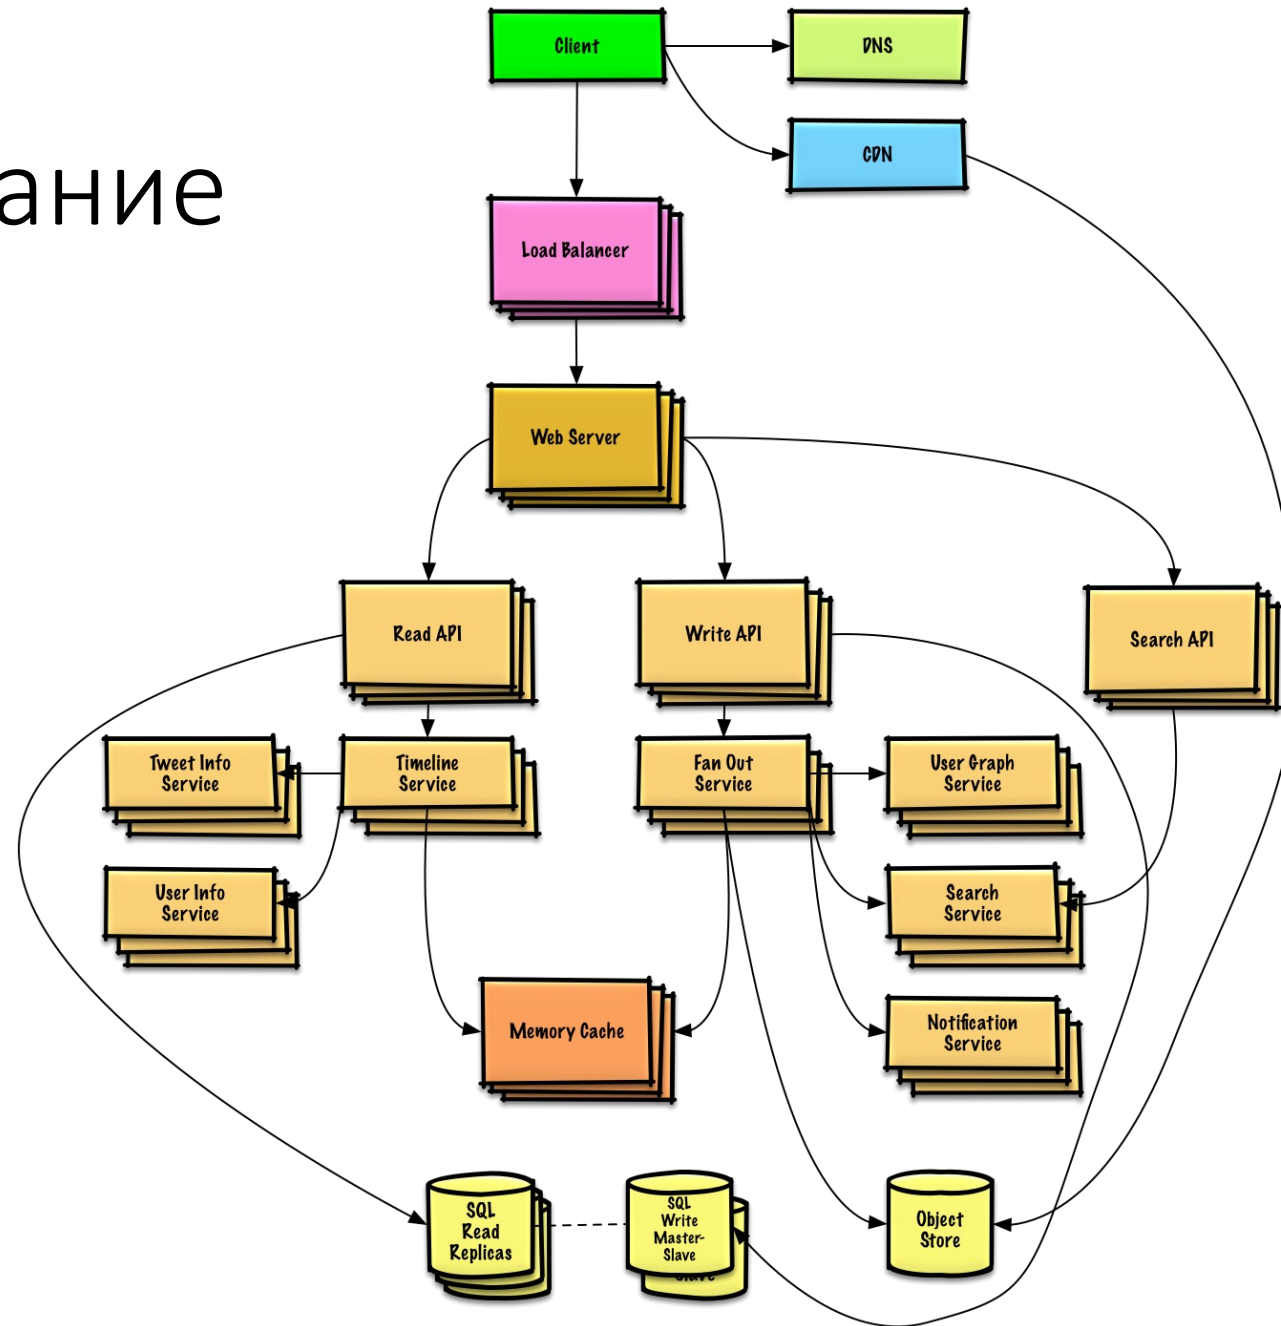 Client
DNS
CDN
ание
Load Balancer
Web Server
Read API
Write API
Search API
Tweet Info
Service
Timeline
Service
Fan Out
Service
User Graph
Service
User Info
Service
Search
Service
Memory Cache
Notification
Service
SQL
Read
Replicas
SQL
Write
Master-
Slave
Slave
Object
Store